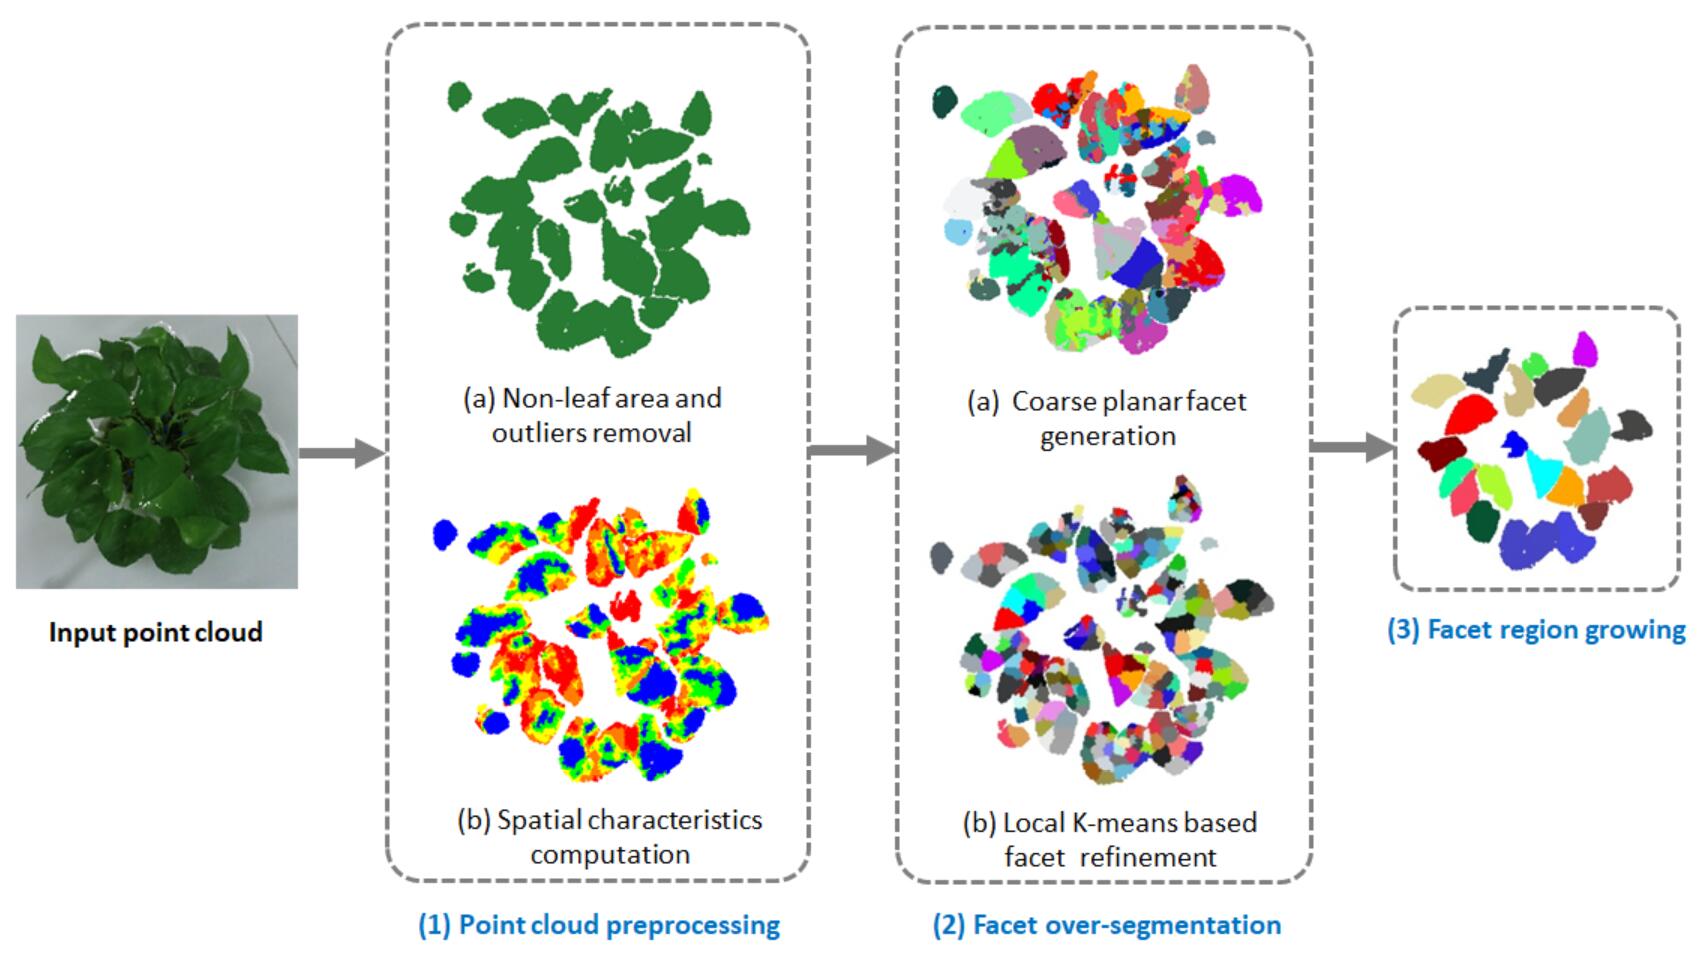 Input point cloud
(a) Non-leaf area and
outliers removal
(b) Spatial characteristics
computation
(1) Point cloud preprocessing
(a) Coarse planar facet
generation
(b) Local K-means based
facet refinement
(2) Facet over-segmentation
(3) Facet region growing